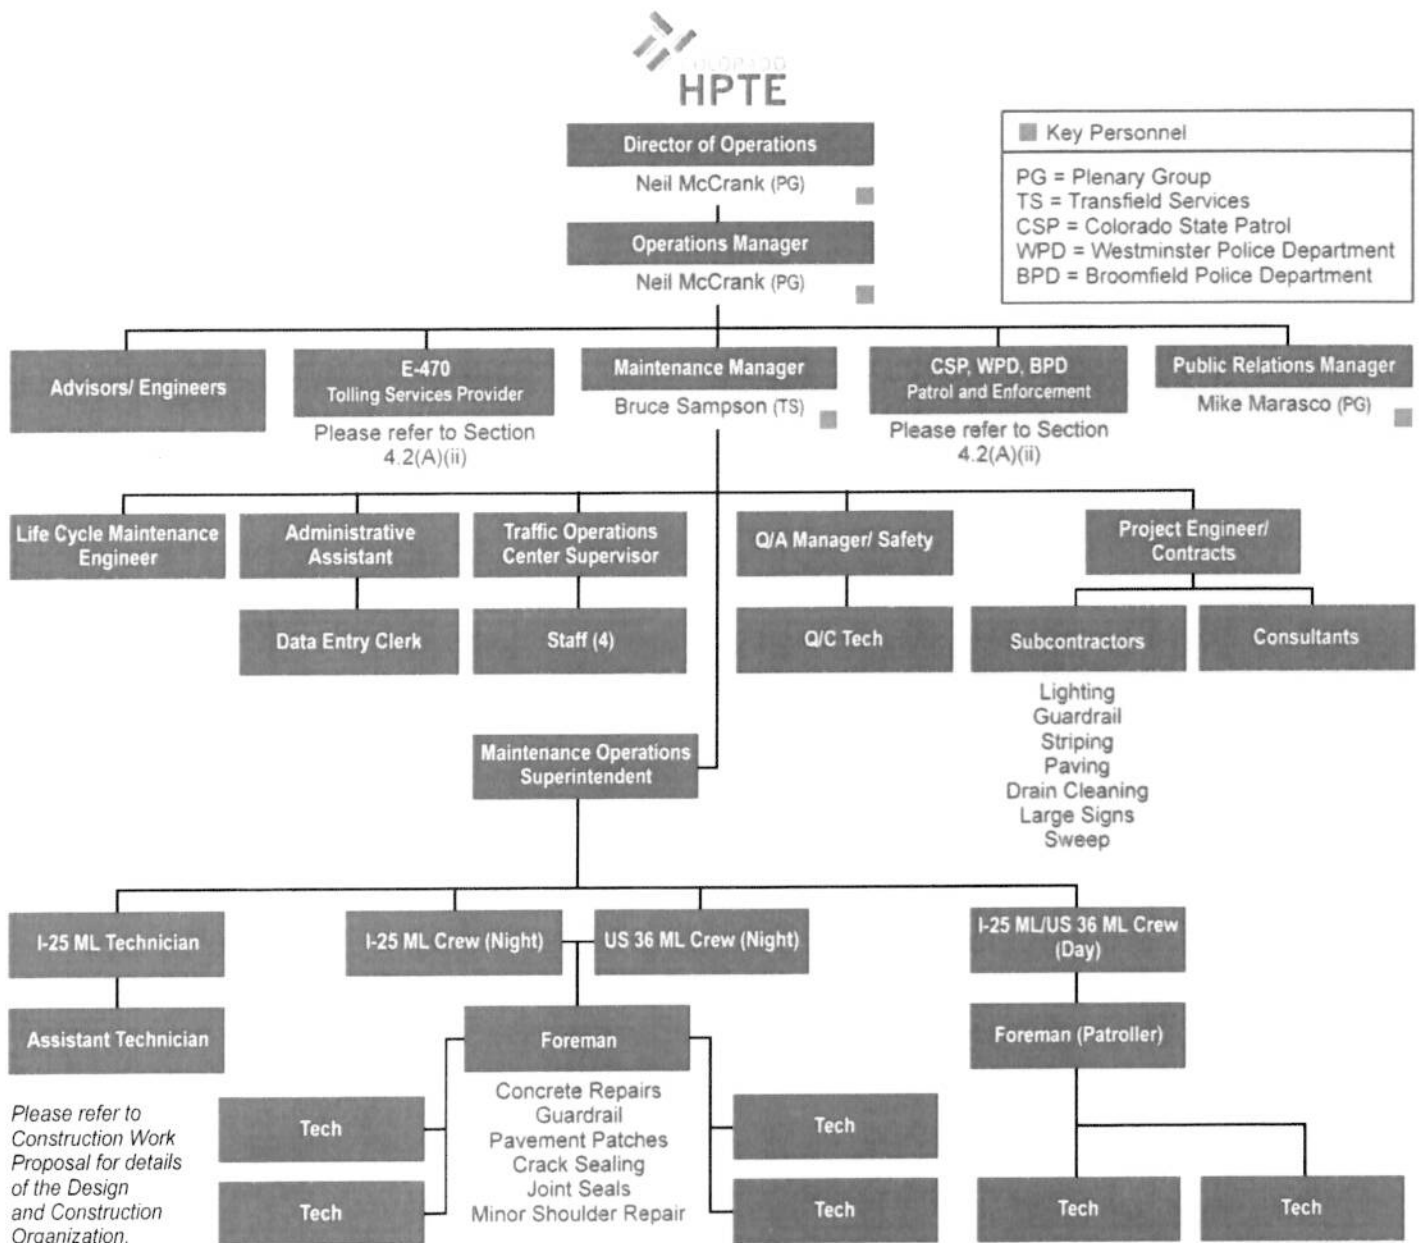 COLORADO
HPTE
Director of Operations
Neil McCrank (PG)
Operations Manager
Neil McCrank (PG)
Key Personnel
PG = Plenary Group
TS = Transfield Services
CSP = Colorado State Patrol
WPD = Westminster Police Department
BPD = Broomfield Police Department
Advisors/ Engineers
E-470
Tolling Services Provider
Please refer to Section
4.2(A)(ii)
Maintenance Manager
Bruce Sampson (TS)
CSP, WPD, BPD
Patrol and Enforcement
Please refer to Section
4.2(A)(ii)
Public Relations Manager
Mike Marasco (PG)
Life Cycle Maintenance
Engineer
Administrative
Assistant
Traffic Operations
Center Supervisor
Q/A Manager/ Safety
Project Engineer/
Contracts
Data Entry Clerk
Staff (4)
Q/C Tech
Subcontractors
Consultants
Lighting
Guardrail
Striping
Paving
Drain Cleaning
Large Signs
Sweep
Maintenance Operations
Superintendent
I-25 ML Technician
I-25 ML Crew (Night)
US 36 ML Crew (Night)
I-25 ML/US 36 ML Crew
(Day)
Assistant Technician
Foreman
Foreman (Patroller)
Concrete Repairs
Guardrail
Pavement Patches
Crack Sealing
Joint Seals
Minor Shoulder Repair
Tech
Tech
Tech
Tech
Tech
Tech
Please refer to
Construction Work
Proposal for details
of the Design
and Construction
Organization.